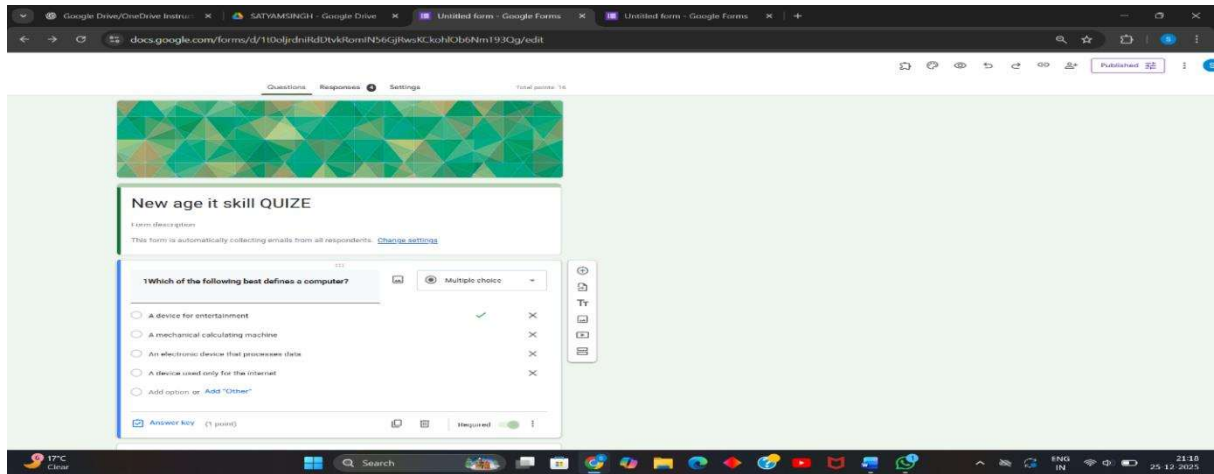 Google Drive/OneDrive Instruc
SATYAMSINGH - Google Drive
Untitled form - Google Forms
Untitled form - Google Forms
docs.google.com/forms/d/1t0oljrdniRdDtvkRomIN56GjRwsKCkohlOb6NmT93Qg/edit
Published
Questions Responses 4 Settings Total points: 16
New age it skill QUIZE
Form description
This form is automatically collecting emails from all respondents. Change settings
1Which of the following best defines a computer?
Multiple choice
A device for entertainment
A mechanical calculating machine
An electronic device that processes data
A device used only for the internet
Add option or Add "Other"
Answer key (1 point) Required
17°C
Clear
Search
ENG
IN
21:18
25-12-2025